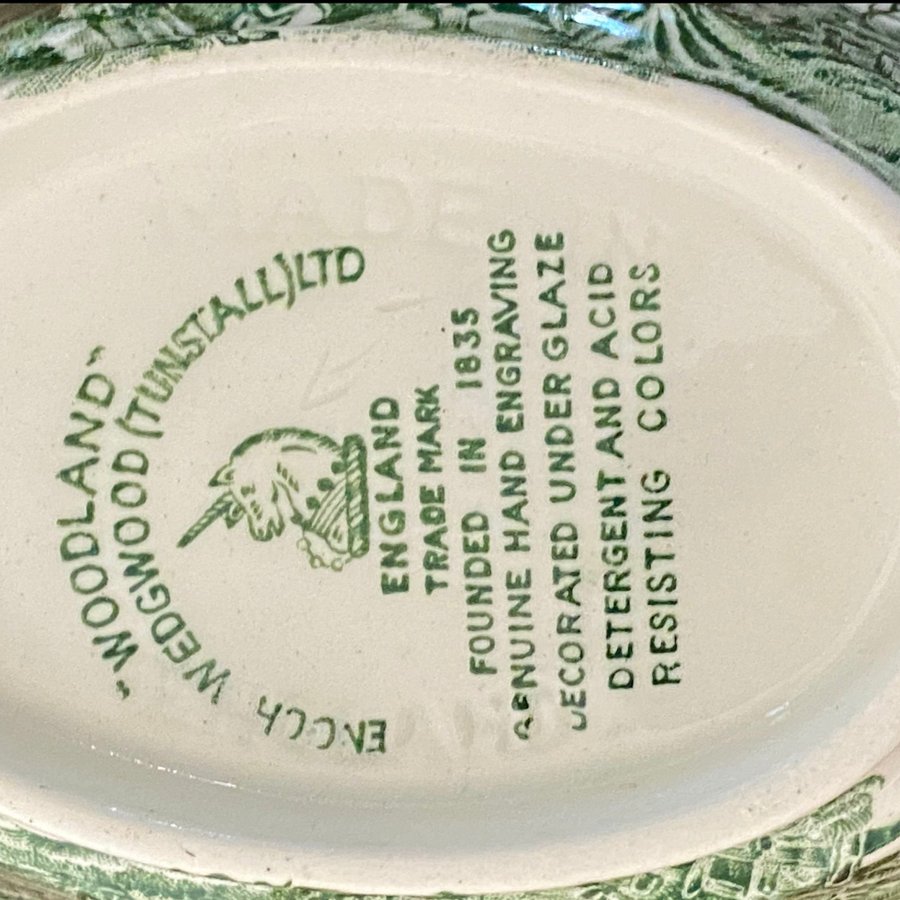 "WOODLAND"
ENOCH WEDGWOOD (TUNSTALL) LTD
ENGLAND
TRADE MARK
FOUNDED IN 1835
GENUINE HAND ENGRAVING
DECORATED UNDER GLAZE
DETERGENT AND ACID
RESISTING COLORS